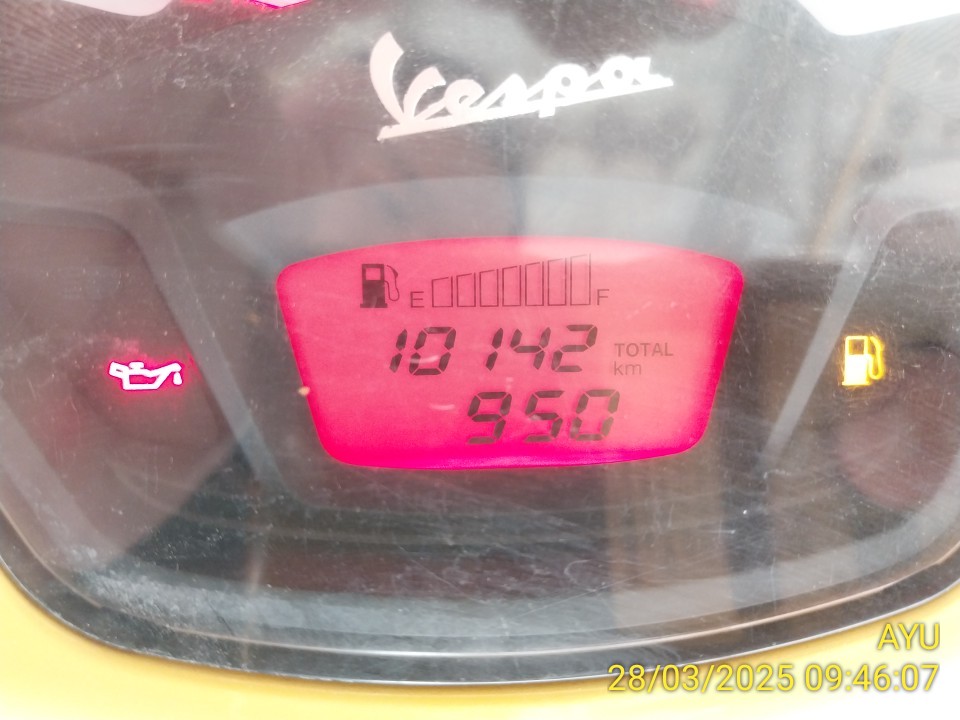 Vespa
E F
10142 TOTAL
km
950
AYU
28/03/2025 09:46:07